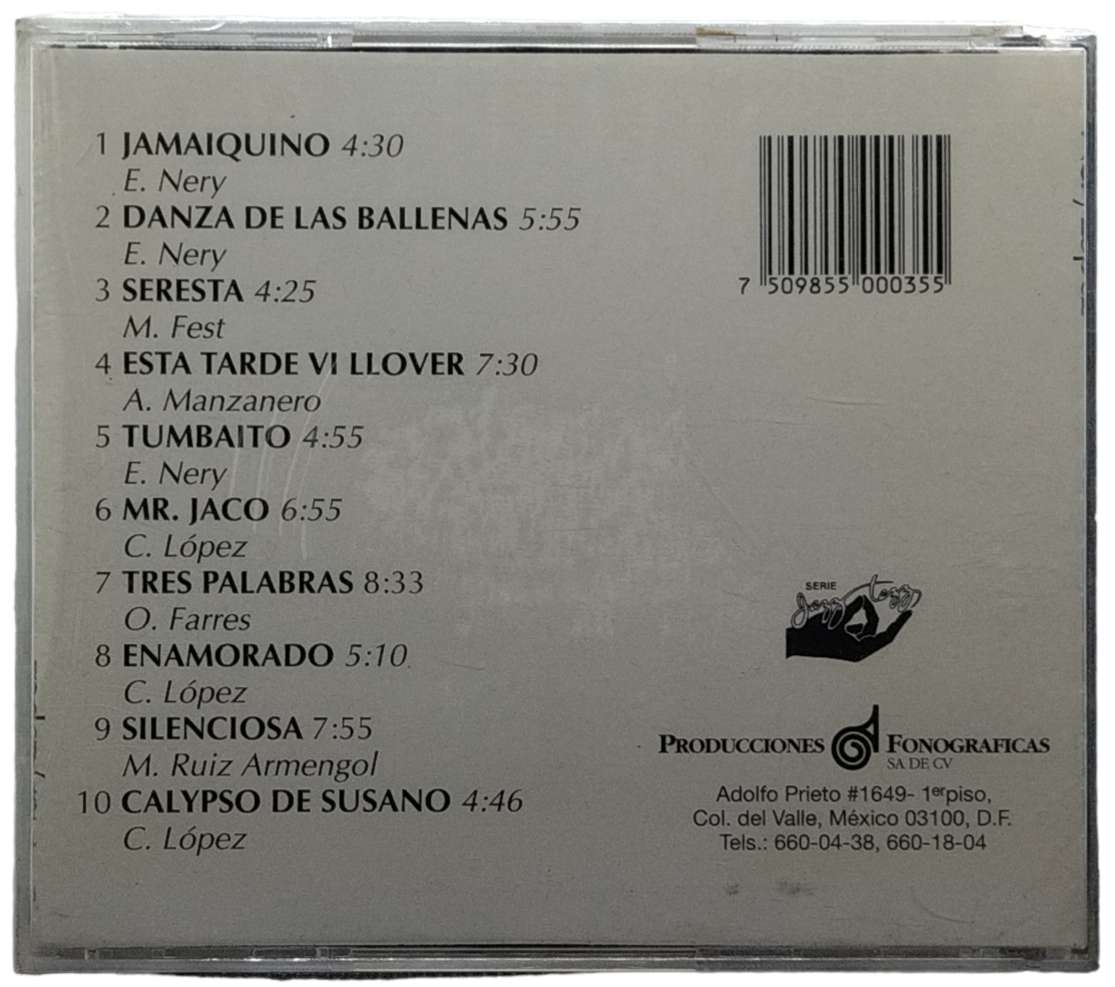 1 JAMAIQUINO 4:30
E. Nery
2 DANZA DE LAS BALLENAS 5:55
E. Nery
3 SERESTA 4:25
M. Fest
4 ESTA TARDE VI LLOVER 7:30
A. Manzanero
5 TUMBAITO 4:55
E. Nery
6 MR. JACO 6:55
C. López
7 TRES PALABRAS 8:33
O. Farres
8 ENAMORADO 5:10
C. López
9 SILENCIOSA 7:55
M. Ruiz Armengol
10 CALYPSO DE SUSANO 4:46
C. López
7 509855 000355
SERIE
Jazz tazz
PRODUCCIONES FONOGRAFICAS
SA DE CV
Adolfo Prieto #1649- 1er piso,
Col. del Valle, México 03100, D.F.
Tels.: 660-04-38, 660-18-04